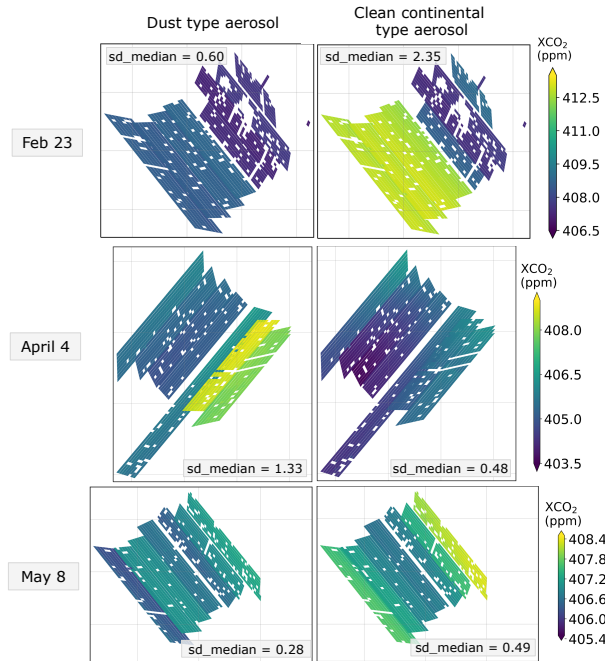 Dust type aerosol
Clean continental
type aerosol
Feb 23
sd_median = 0.60
sd_median = 2.35
XCO2
(ppm)
412.5
411.0
409.5
408.0
406.5
April 4
sd_median = 1.33
sd_median = 0.48
XCO2
(ppm)
408.0
406.5
405.0
403.5
May 8
sd_median = 0.28
sd_median = 0.49
XCO2
(ppm)
408.4
407.8
407.2
406.6
406.0
405.4